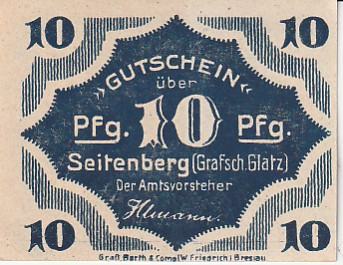 10 10
»GUTSCHEIN«
über
Pfg. 10 Pfg.
Seitenberg (Grafsch. Glatz)
Der Amtsvorsteher
10 10
Graß, Barth & Comp. (W. Friedrich) Breslau